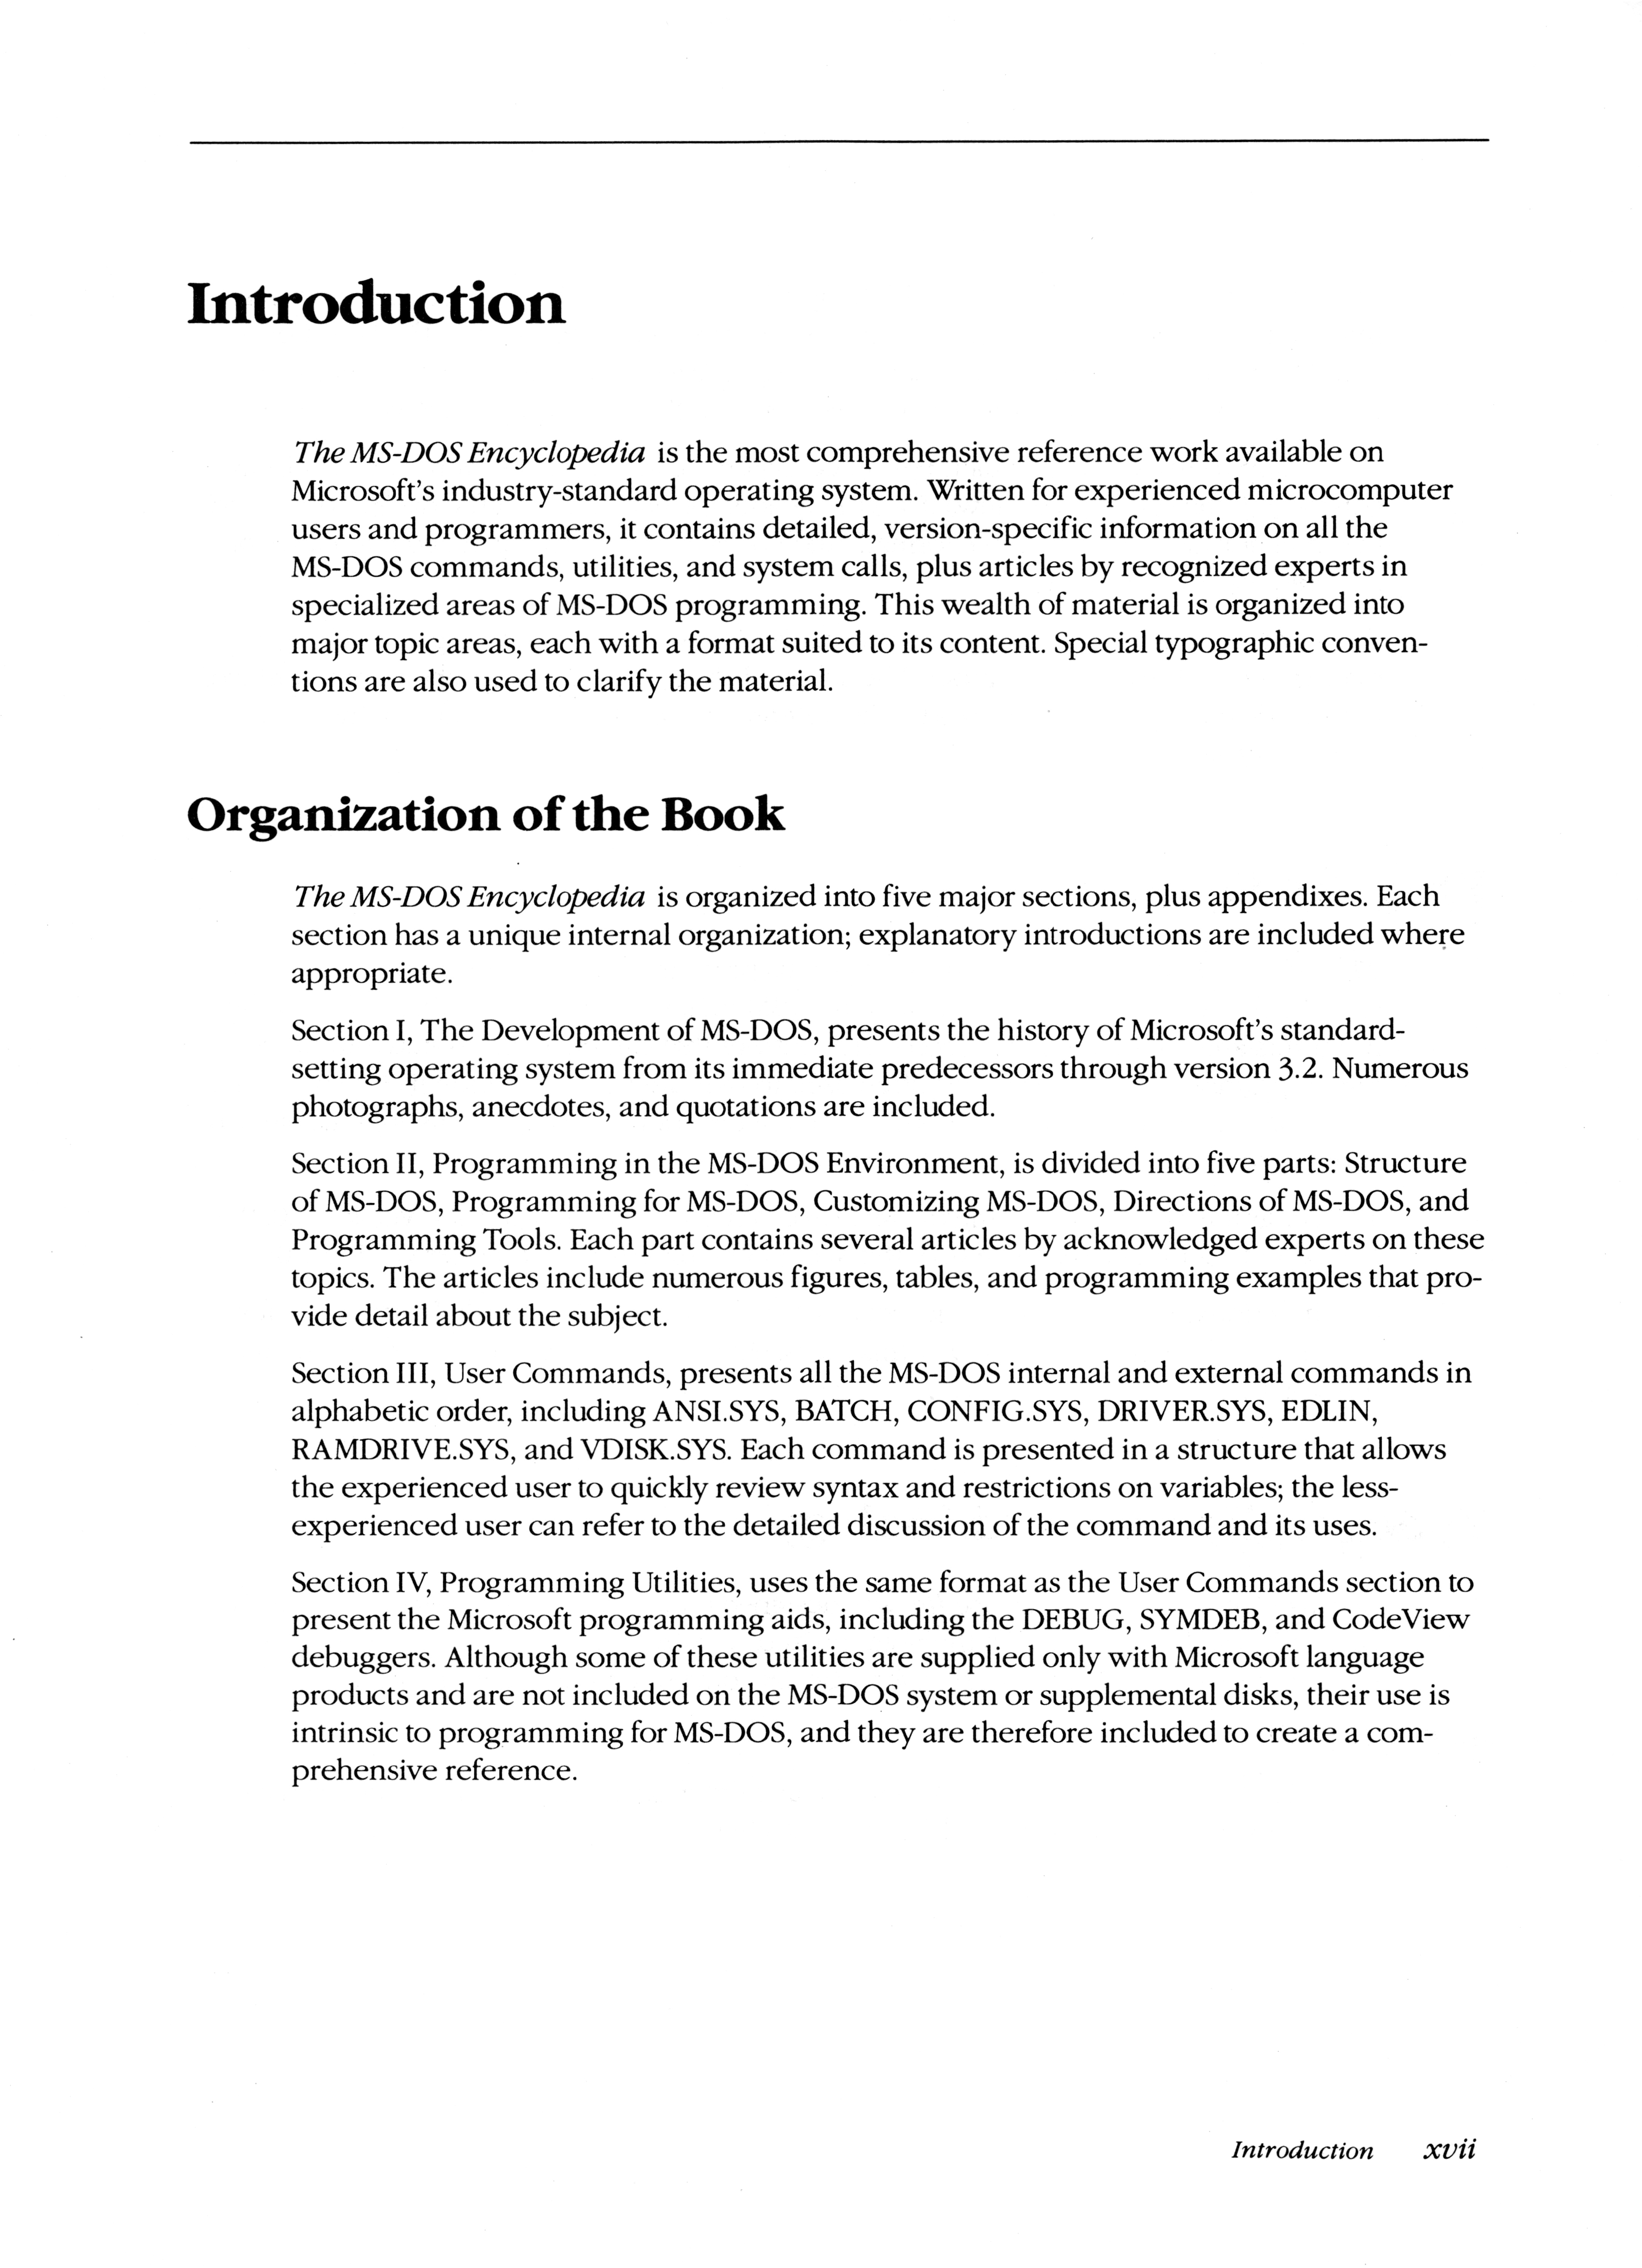 Introduction
The MS-DOS Encyclopedia is the most comprehensive reference work available on
Microsoft's industry-standard operating system. Written for experienced microcomputer
users and programmers, it contains detailed, version-specific information on all the
MS-DOS commands, utilities, and system calls, plus articles by recognized experts in
specialized areas of MS-DOS programming. This wealth of material is organized into
major topic areas, each with a format suited to its content. Special typographic conven-
tions are also used to clarify the material.
Organization of the Book
The MS-DOS Encyclopedia is organized into five major sections, plus appendixes. Each
section has a unique internal organization; explanatory introductions are included where
appropriate.
Section I, The Development of MS-DOS, presents the history of Microsoft's standard-
setting operating system from its immediate predecessors through version 3.2. Numerous
photographs, anecdotes, and quotations are included.
Section II, Programming in the MS-DOS Environment, is divided into five parts: Structure
of MS-DOS, Programming for MS-DOS, Customizing MS-DOS, Directions of MS-DOS, and
Programming Tools. Each part contains several articles by acknowledged experts on these
topics. The articles include numerous figures, tables, and programming examples that pro-
vide detail about the subject.
Section III, User Commands, presents all the MS-DOS internal and external commands in
alphabetic order, including ANSI.SYS, BATCH, CONFIG.SYS, DRIVER.SYS, EDLIN,
RAMDRIVE.SYS, and VDISK.SYS. Each command is presented in a structure that allows
the experienced user to quickly review syntax and restrictions on variables; the less-
experienced user can refer to the detailed discussion of the command and its uses.
Section IV, Programming Utilities, uses the same format as the User Commands section to
present the Microsoft programming aids, including the DEBUG, SYMDEB, and CodeView
debuggers. Although some of these utilities are supplied only with Microsoft language
products and are not included on the MS-DOS system or supplemental disks, their use is
intrinsic to programming for MS-DOS, and they are therefore included to create a com-
prehensive reference.
Introduction xvii